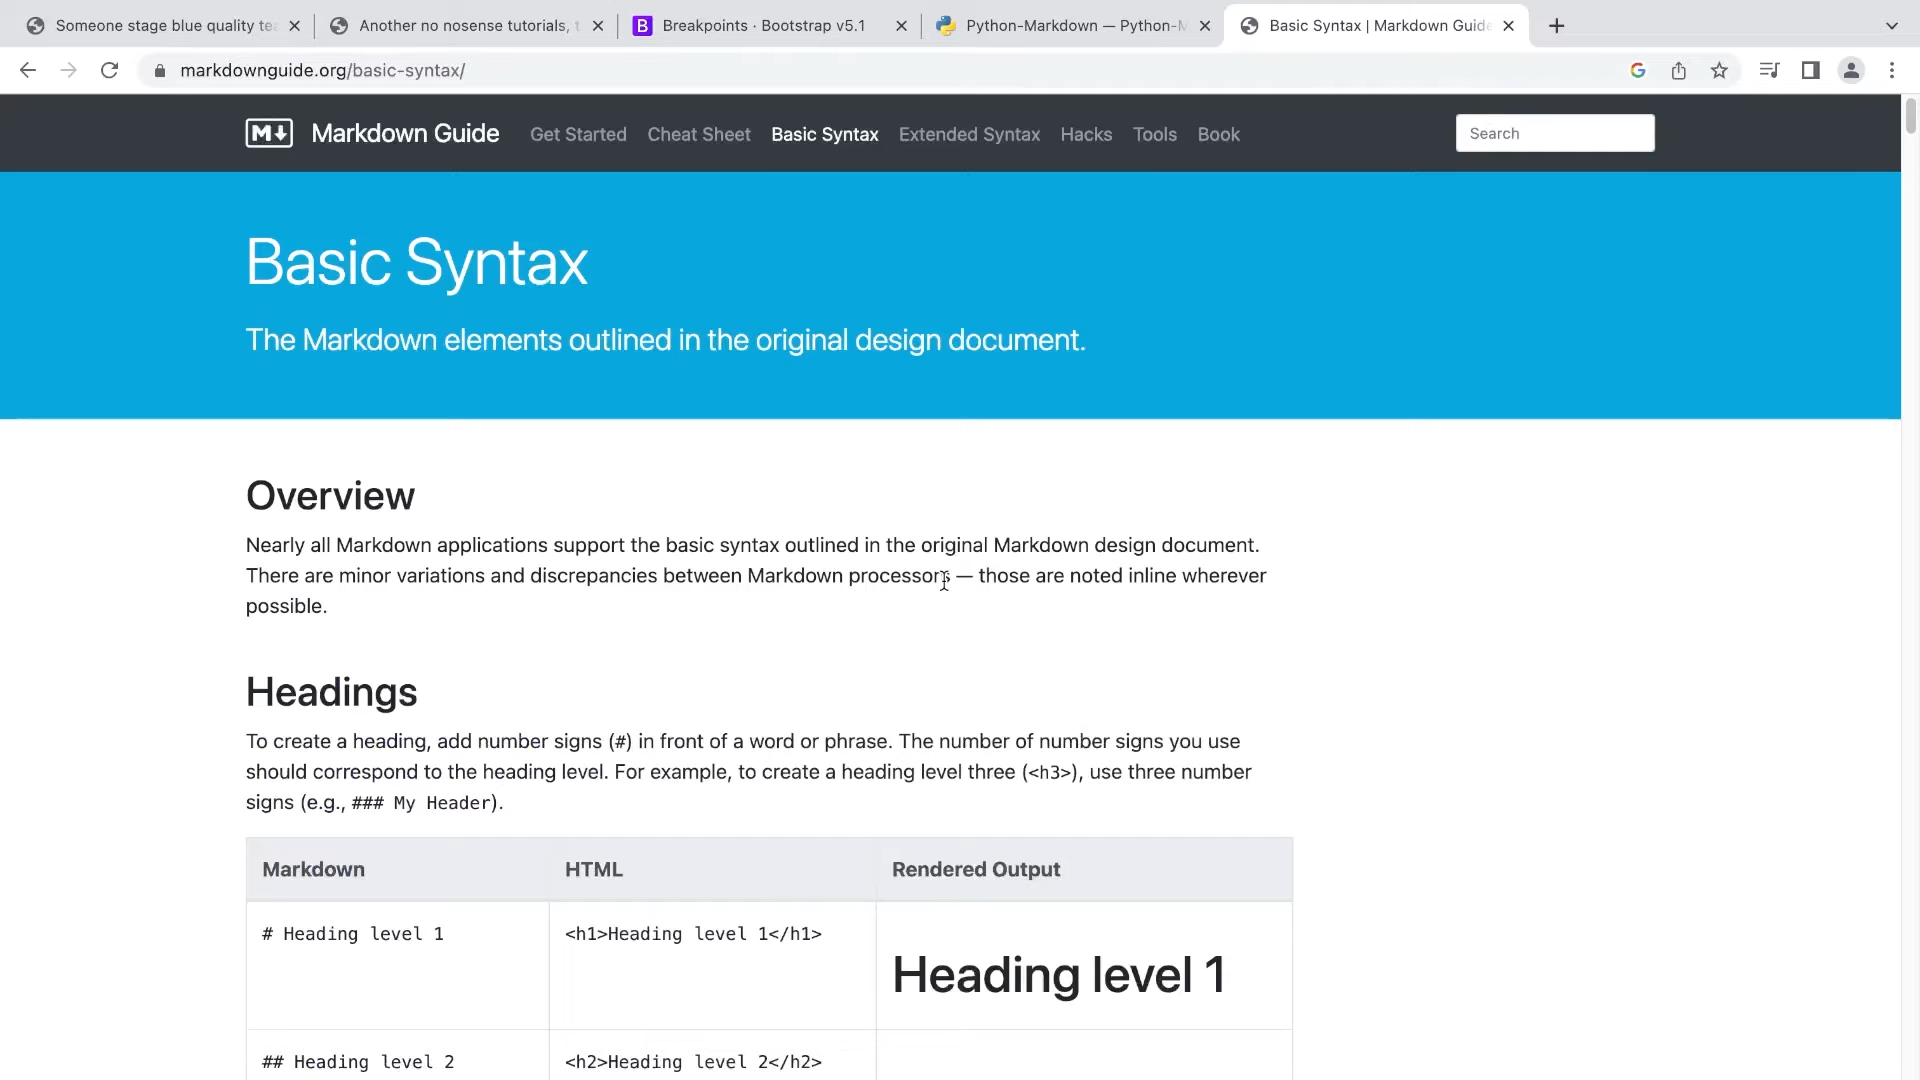 Someone stage blue quality tea
Another no nosense tutorials, t
B Breakpoints · Bootstrap v5.1
Python-Markdown — Python-M
Basic Syntax | Markdown Guide
markdownguide.org/basic-syntax/
M Markdown Guide Get Started Cheat Sheet Basic Syntax Extended Syntax Hacks Tools Book Search
Basic Syntax
The Markdown elements outlined in the original design document.
Overview
Nearly all Markdown applications support the basic syntax outlined in the original Markdown design document.
There are minor variations and discrepancies between Markdown processors — those are noted inline wherever
possible.
Headings
To create a heading, add number signs (#) in front of a word or phrase. The number of number signs you use
should correspond to the heading level. For example, to create a heading level three (<h3>), use three number
signs (e.g., ### My Header).
Markdown HTML Rendered Output
# Heading level 1 <h1>Heading level 1</h1> Heading level 1
## Heading level 2 <h2>Heading level 2</h2>